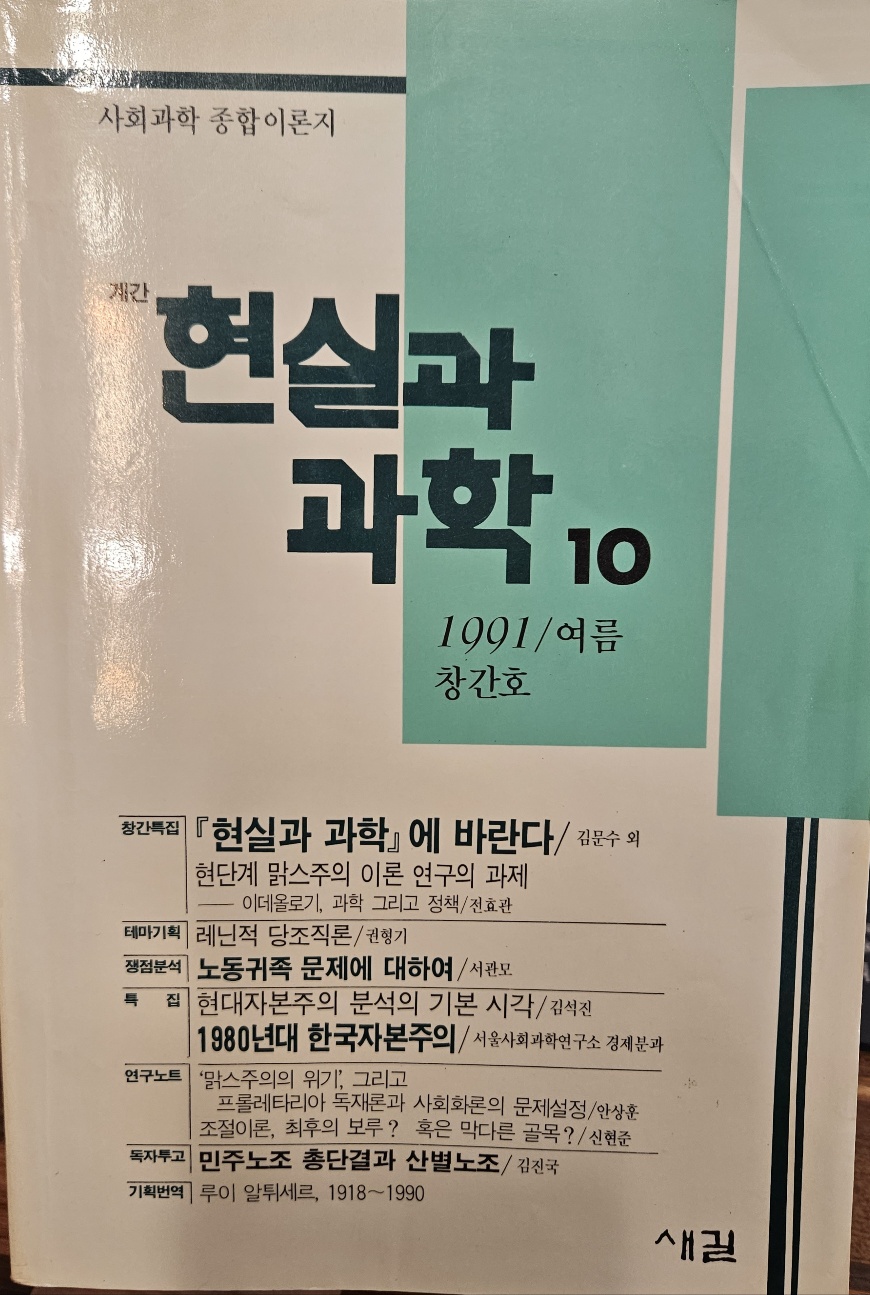 사회과학 종합이론지
계간
현실과
과학 10
1991/여름
창간호
창간특집 『현실과 과학』에 바란다/ 김문수 외
현단계 맑스주의 이론 연구의 과제
── 이데올로기, 과학 그리고 정책/전효관
테마기획 레닌적 당조직론/권형기
쟁점분석 노동귀족 문제에 대하여/서관모
특 집 현대자본주의 분석의 기본 시각/김석진
1980년대 한국자본주의/서울사회과학연구소 경제분과
연구노트 '맑스주의의 위기', 그리고
프롤레타리아 독재론과 사회화론의 문제설정/안상훈
조절이론, 최후의 보루? 혹은 막다른 골목?/신현준
독자투고 민주노조 총단결과 산별노조/김진국
기획번역 루이 알튀세르, 1918~1990
새길